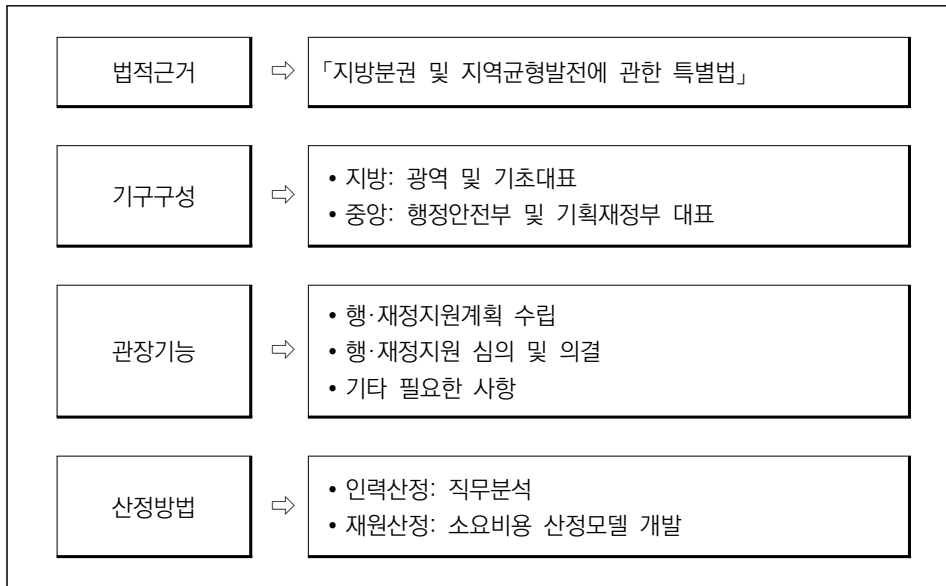 법적근거 ⇨ 「지방분권 및 지역균형발전에 관한 특별법」
기구구성 ⇨
• 지방: 광역 및 기초대표
• 중앙: 행정안전부 및 기획재정부 대표
관장기능 ⇨
• 행·재정지원계획 수립
• 행·재정지원 심의 및 의결
• 기타 필요한 사항
산정방법 ⇨
• 인력산정: 직무분석
• 재원산정: 소요비용 산정모델 개발